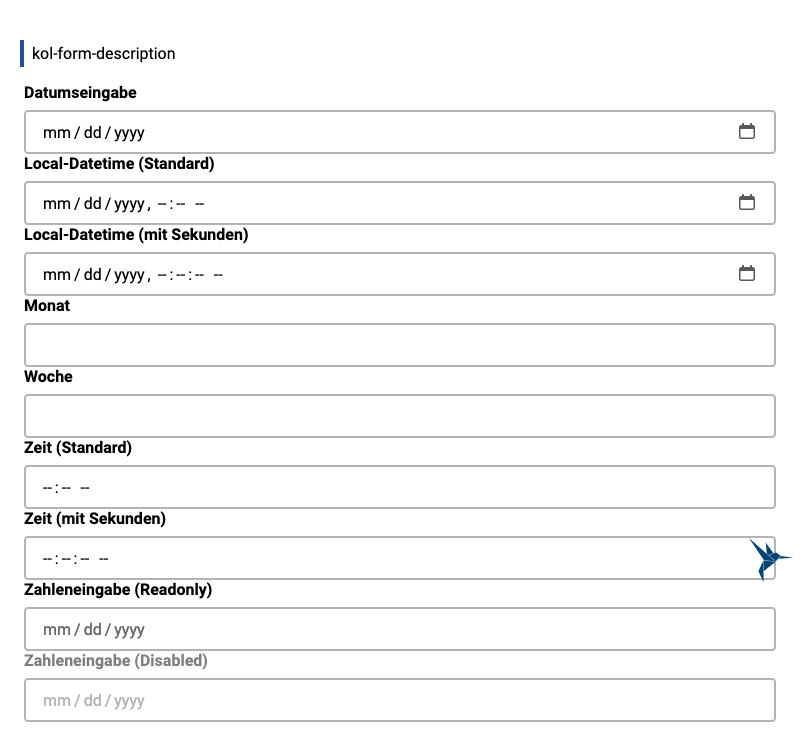 kol-form-description
Datumseingabe
mm / dd / yyyy
Local-Datetime (Standard)
mm / dd / yyyy, --:-- --
Local-Datetime (mit Sekunden)
mm / dd / yyyy, --:--:-- --
Monat
Woche
Zeit (Standard)
--:-- --
Zeit (mit Sekunden)
--:--:-- --
Zahleneingabe (Readonly)
mm / dd / yyyy
Zahleneingabe (Disabled)
mm / dd / yyyy